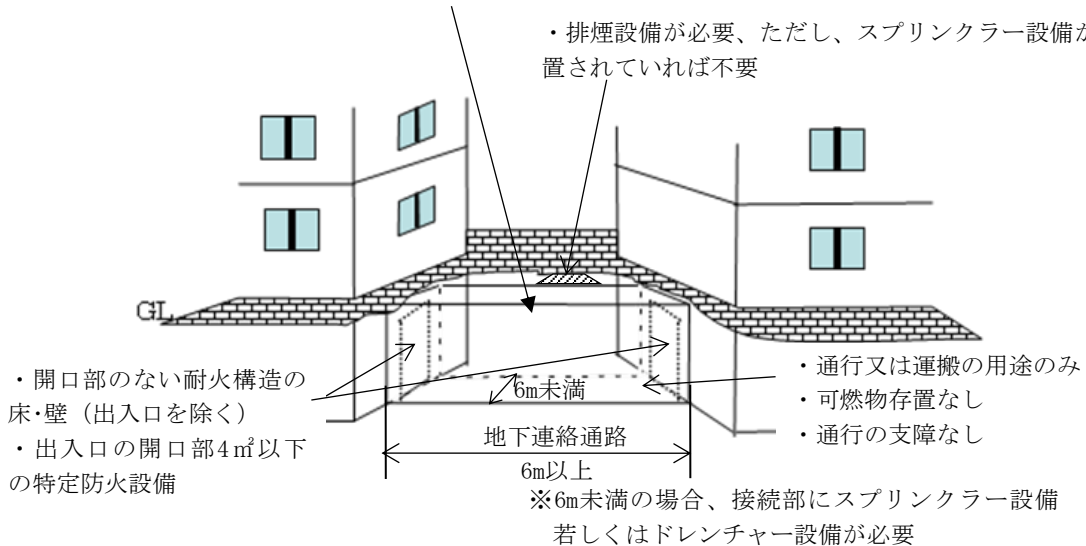 ・排煙設備が必要、ただし、スプリンクラー設備が
置されていれば不要
GL
・開口部のない耐火構造の
床・壁（出入口を除く）
・出入口の開口部4㎡以下
の特定防火設備
6m未満
・通行又は運搬の用途のみ
・可燃物存置なし
・通行の支障なし
地下連絡通路
6m以上
※6m未満の場合、接続部にスプリンクラー設備
若しくはドレンチャー設備が必要